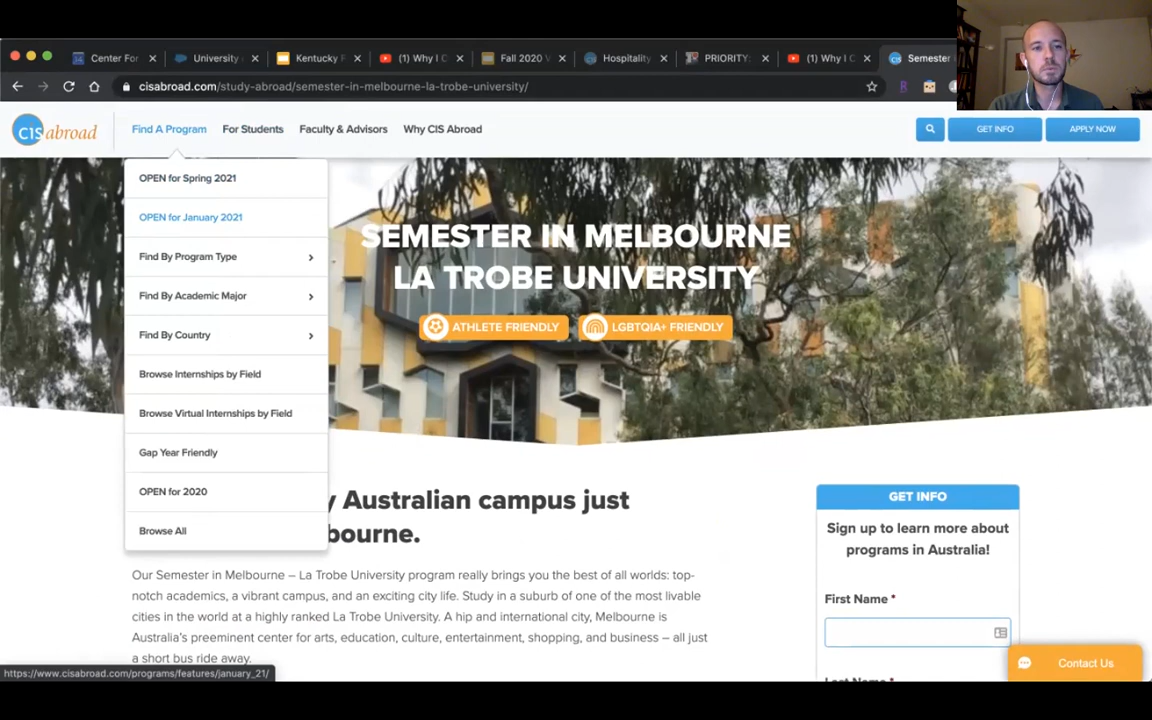 Center For
University
Kentucky F
(1) Why I C
Fall 2020 V
Hospitality
PRIORITY:
(1) Why I C
Semester
cisabroad.com/study-abroad/semester-in-melbourne-la-trobe-university/
CIS abroad
Find A Program
For Students
Faculty & Advisors
Why CIS Abroad
GET INFO
APPLY NOW
OPEN for Spring 2021
OPEN for January 2021
Find By Program Type
Find By Academic Major
Find By Country
Browse Internships by Field
Browse Virtual Internships by Field
Gap Year Friendly
OPEN for 2020
Browse All
SEMESTER IN MELBOURNE
LA TROBE UNIVERSITY
ATHLETE FRIENDLY
LGBTQIA+ FRIENDLY
y Australian campus just
bourne.
Our Semester in Melbourne – La Trobe University program really brings you the best of all worlds: top-
notch academics, a vibrant campus, and an exciting city life. Study in a suburb of one of the most livable
cities in the world at a highly ranked La Trobe University. A hip and international city, Melbourne is
Australia's preeminent center for arts, education, culture, entertainment, shopping, and business – all just
a short bus ride away.
GET INFO
Sign up to learn more about
programs in Australia!
First Name *
Last Name *
Contact Us
https://www.cisabroad.com/programs/features/january_21/